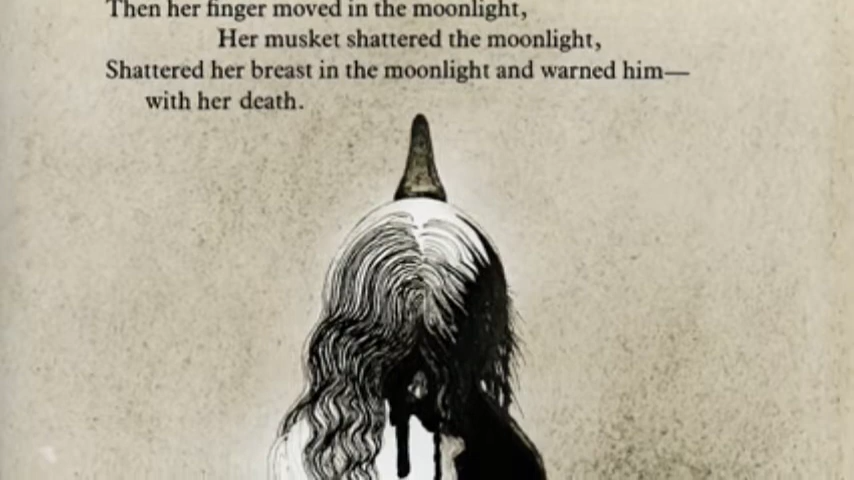 Then her finger moved in the moonlight,
Her musket shattered the moonlight,
Shattered her breast in the moonlight and warned him—
with her death.